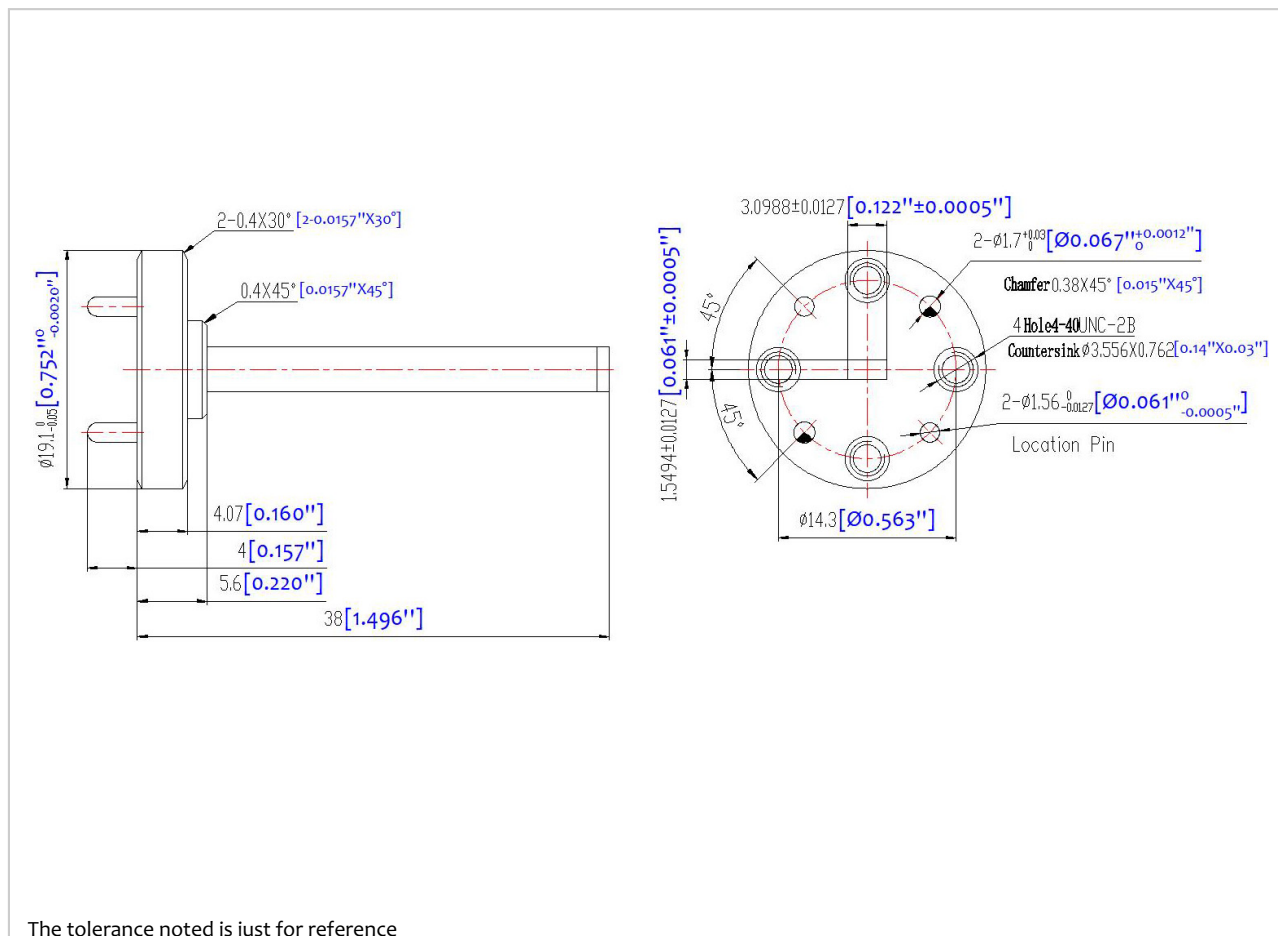 2-0.4X30° [2-0.0157"X30°]
0.4X45° [0.0157"X45°]
Ø19.1 0 -0.05 [0.752" 0 -0.0020"]
4.07[0.160"]
4[0.157"]
5.6[0.220"]
38[1.496"]
3.0988±0.0127[0.122"±0.0005"]
1.5494±0.0127[0.061"±0.0005"]
45°
45°
2-Ø1.7 +0.03 0 [Ø0.067" +0.0012" 0]
Chamfer 0.38X45° [0.015"X45°]
4 Hole4-40UNC-2B
Countersink Ø3.556X0.762[0.14"X0.03"]
2-Ø1.56 0 -0.0127 [Ø0.061" 0 -0.0005"]
Location Pin
Ø14.3[Ø0.563"]
The tolerance noted is just for reference